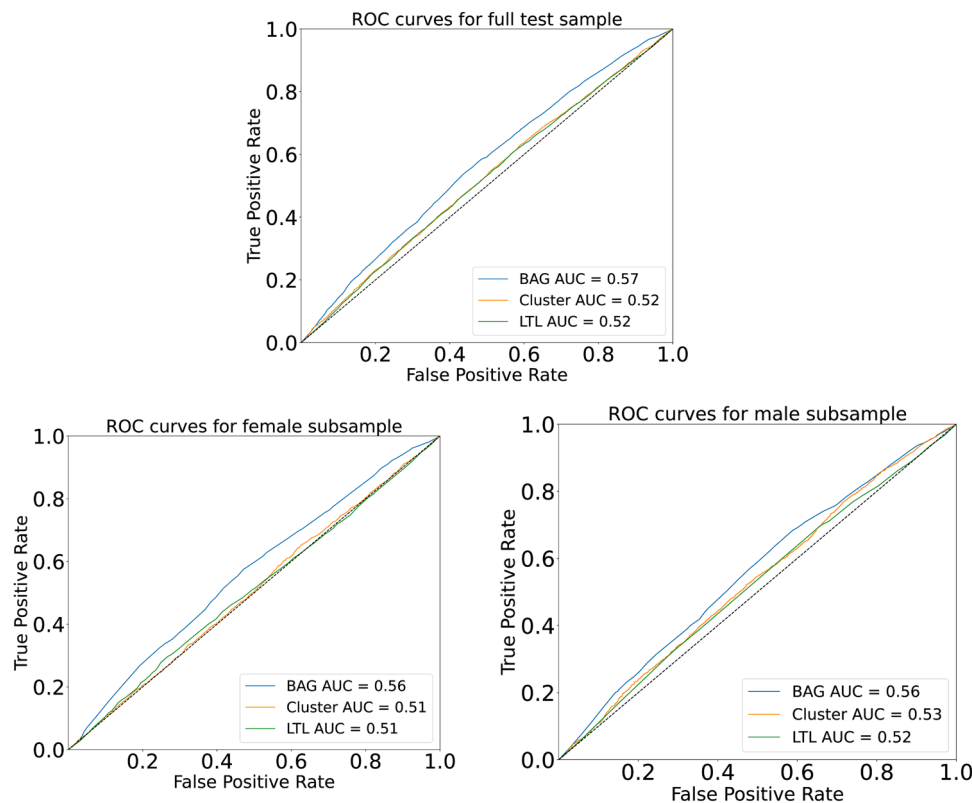 ROC curves for full test sample
True Positive Rate
1.0
0.8
0.6
0.4
0.2
0.0
BAG AUC = 0.57
Cluster AUC = 0.52
LTL AUC = 0.52
0.2 0.4 0.6 0.8 1.0
False Positive Rate
ROC curves for female subsample
True Positive Rate
1.0
0.8
0.6
0.4
0.2
0.0
BAG AUC = 0.56
Cluster AUC = 0.51
LTL AUC = 0.51
0.2 0.4 0.6 0.8 1.0
False Positive Rate
ROC curves for male subsample
True Positive Rate
1.0
0.8
0.6
0.4
0.2
0.0
BAG AUC = 0.56
Cluster AUC = 0.53
LTL AUC = 0.52
0.2 0.4 0.6 0.8 1.0
False Positive Rate